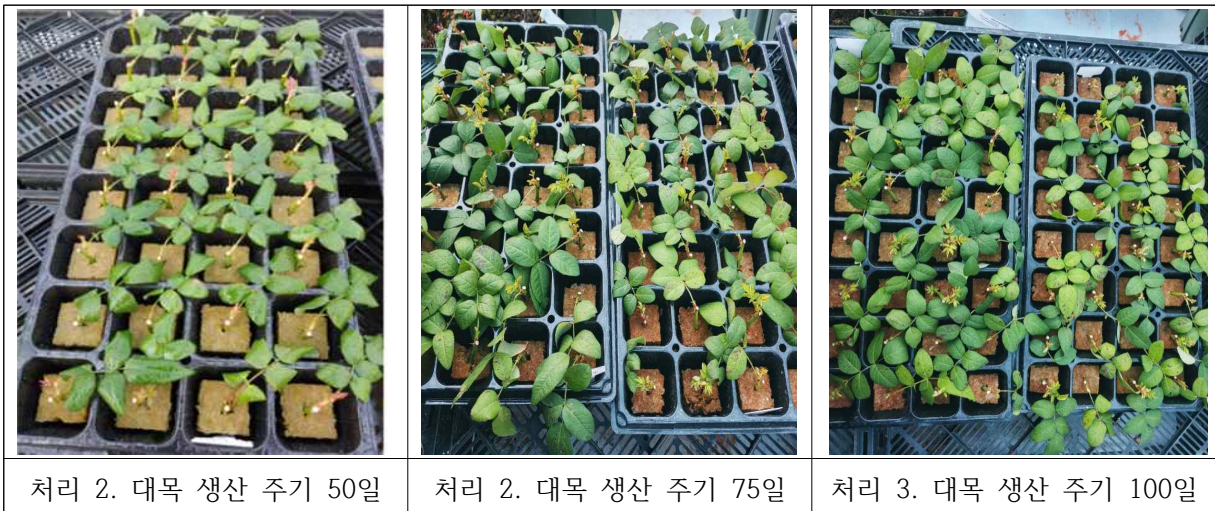 처리 2. 대목 생산 주기 50일
처리 2. 대목 생산 주기 75일
처리 3. 대목 생산 주기 100일